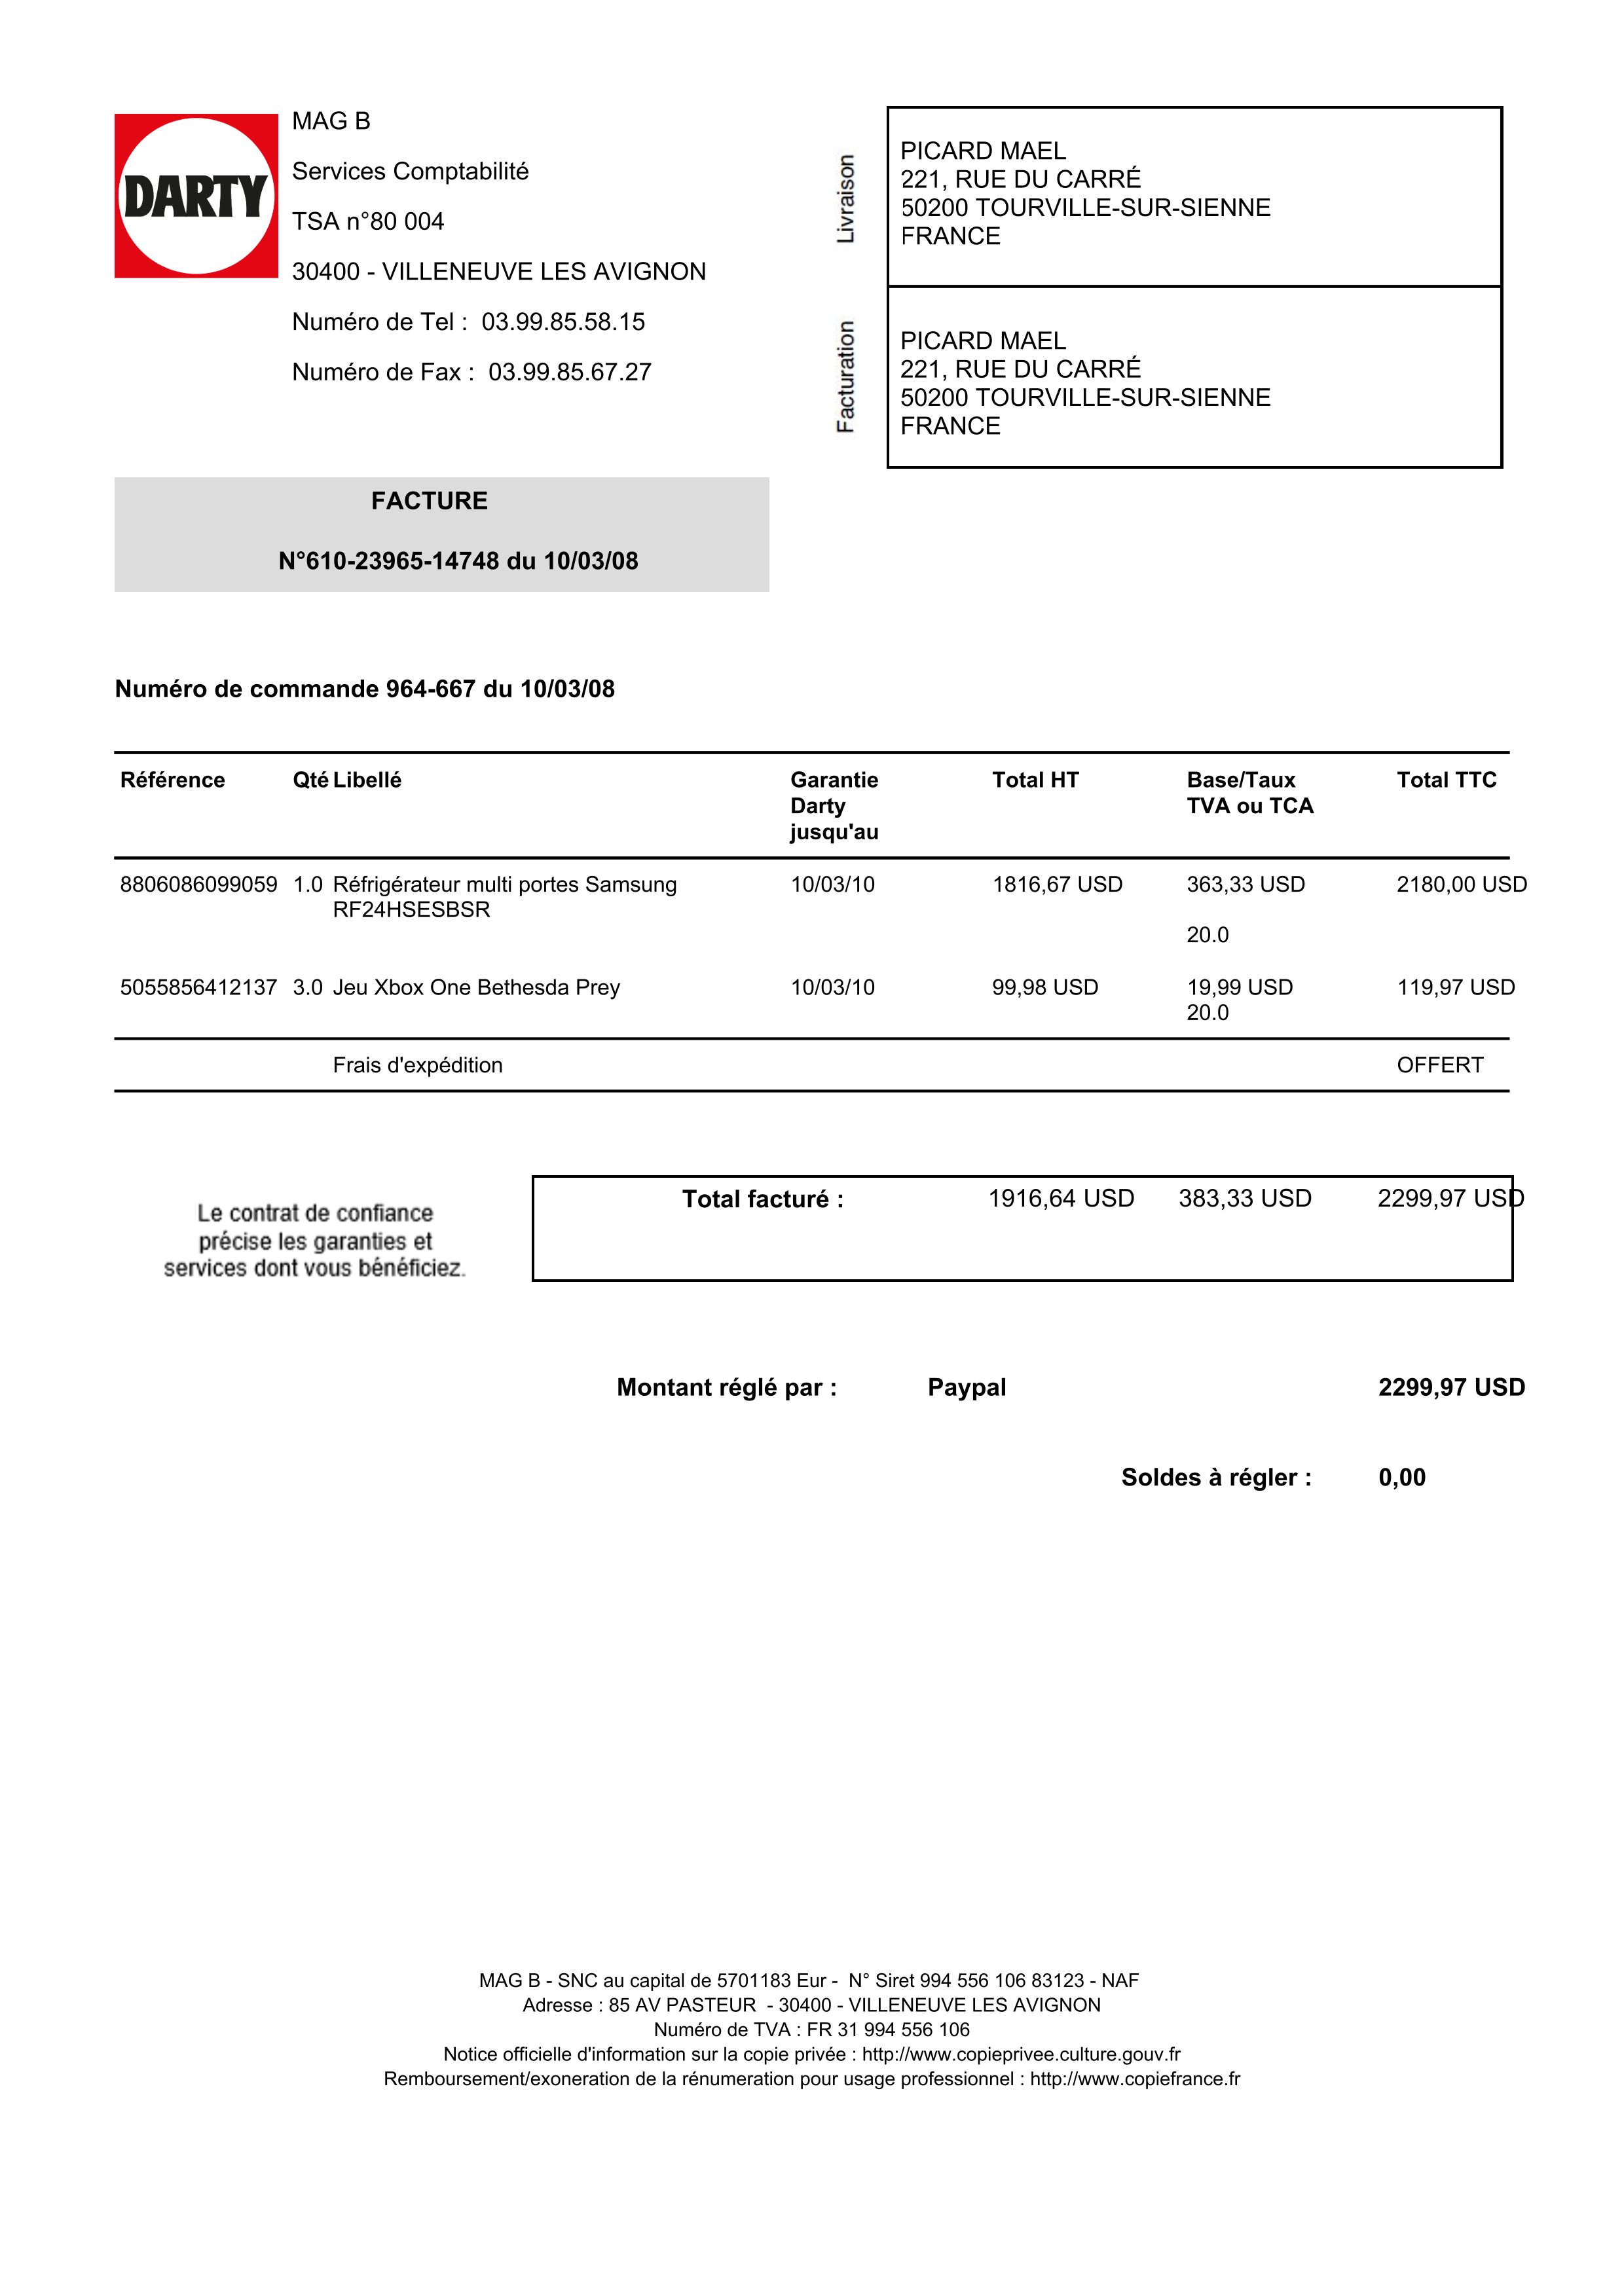 DARTY
MAG B
Services Comptabilité
TSA n°80 004
30400 - VILLENEUVE LES AVIGNON
Numéro de Tel : 03.99.85.58.15
Numéro de Fax : 03.99.85.67.27
Livraison
PICARD MAEL
221, RUE DU CARRÉ
50200 TOURVILLE-SUR-SIENNE
FRANCE
Facturation
PICARD MAEL
221, RUE DU CARRÉ
50200 TOURVILLE-SUR-SIENNE
FRANCE
FACTURE
N°610-23965-14748 du 10/03/08
Numéro de commande 964-667 du 10/03/08
Référence Qté Libellé Garantie Total HT Base/Taux Total TTC
Darty TVA ou TCA
jusqu'au
8806086099059 1.0 Réfrigérateur multi portes Samsung 10/03/10 1816,67 USD 363,33 USD 2180,00 USD
RF24HSESBSR
20.0
5055856412137 3.0 Jeu Xbox One Bethesda Prey 10/03/10 99,98 USD 19,99 USD 119,97 USD
20.0
Frais d'expédition OFFERT
Total facturé : 1916,64 USD 383,33 USD 2299,97 USD
Le contrat de confiance
précise les garanties et
services dont vous bénéficiez.
Montant réglé par : Paypal 2299,97 USD
Soldes à régler : 0,00
MAG B - SNC au capital de 5701183 Eur - N° Siret 994 556 106 83123 - NAF
Adresse : 85 AV PASTEUR - 30400 - VILLENEUVE LES AVIGNON
Numéro de TVA : FR 31 994 556 106
Notice officielle d'information sur la copie privée : http://www.copieprivee.culture.gouv.fr
Remboursement/exoneration de la rénumeration pour usage professionnel : http://www.copiefrance.fr